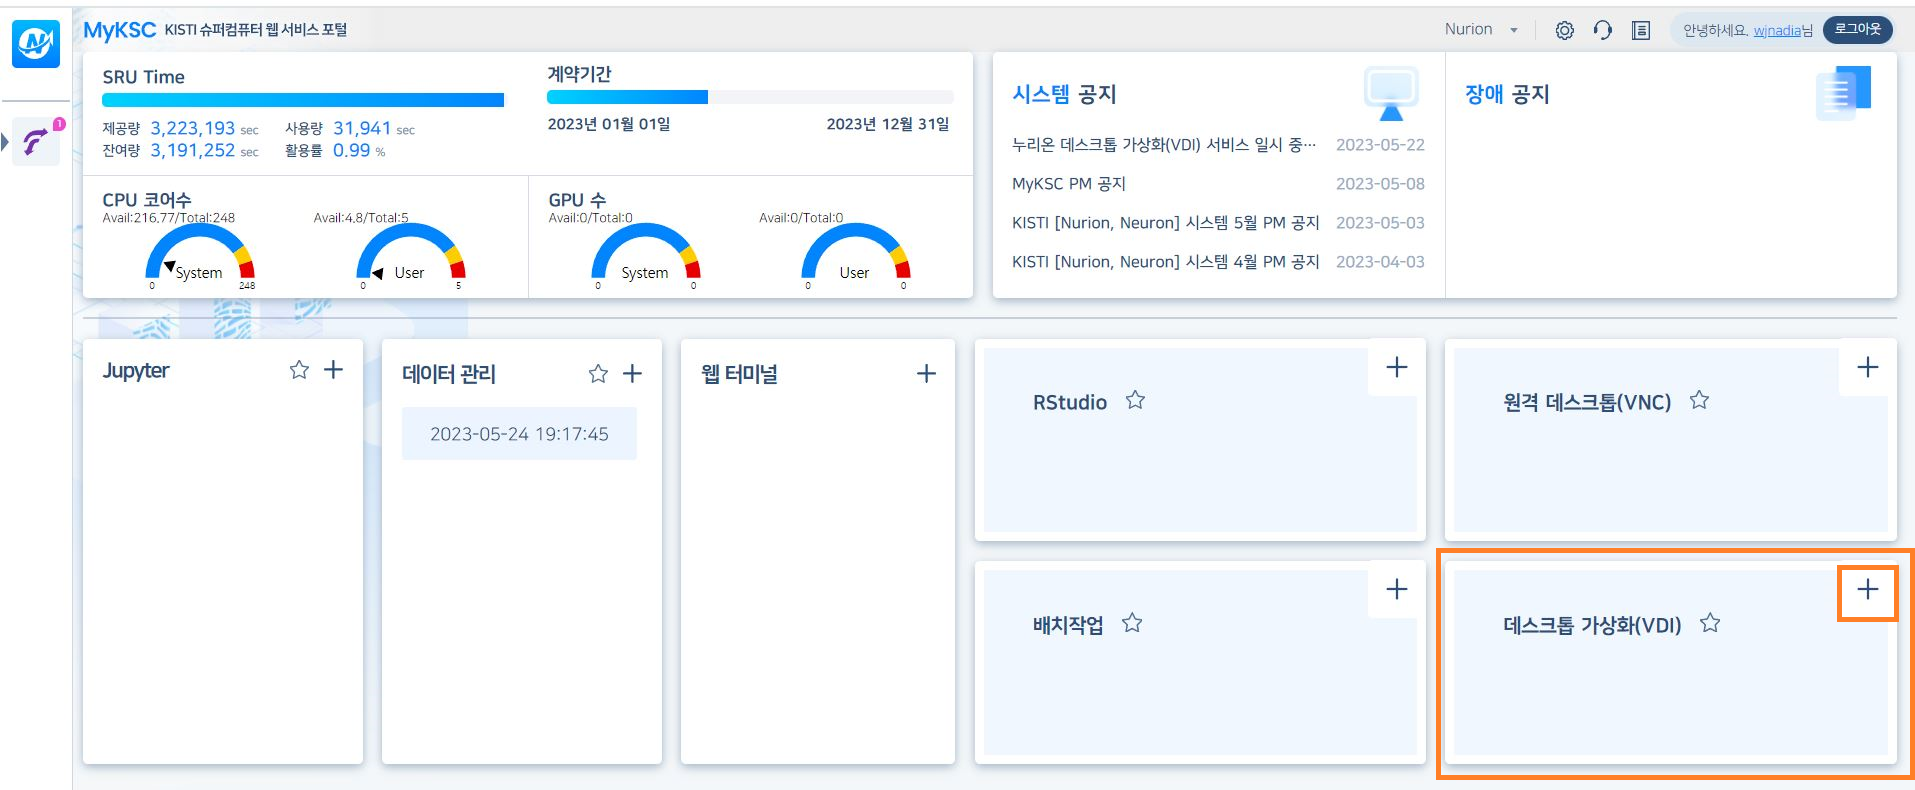 MyKSC KISTI 슈퍼컴퓨터 웹 서비스 포털
Nurion
안녕하세요. wjnadia님
로그아웃
1
SRU Time
제공량 3,223,193 sec 사용량 31,941 sec
잔여량 3,191,252 sec 활용률 0.99 %
계약기간
2023년 01월 01일 2023년 12월 31일
CPU 코어수
Avail:216.77/Total:248 Avail:4.8/Total:5
System
0 248
User
0 5
GPU 수
Avail:0/Total:0 Avail:0/Total:0
System
0 0
User
0 0
시스템 공지
누리온 데스크톱 가상화(VDI) 서비스 일시 중… 2023-05-22
MyKSC PM 공지 2023-05-08
KISTI [Nurion, Neuron] 시스템 5월 PM 공지 2023-05-03
KISTI [Nurion, Neuron] 시스템 4월 PM 공지 2023-04-03
장애 공지
Jupyter
데이터 관리
2023-05-24 19:17:45
웹 터미널
RStudio
원격 데스크톱(VNC)
배치작업
데스크톱 가상화(VDI)